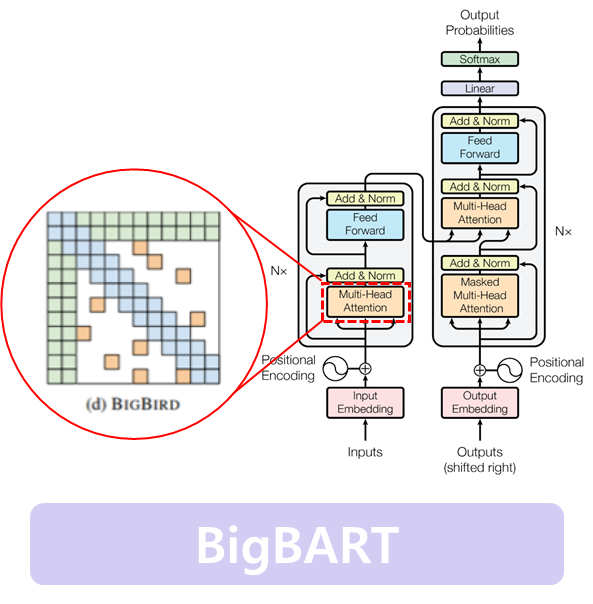 Output
Probabilities
Softmax
Linear
Add & Norm
Feed
Forward
Add & Norm
Multi-Head
Attention
Add & Norm
Masked
Multi-Head
Attention
N×
Add & Norm
Feed
Forward
N×
Add & Norm
Multi-Head
Attention
Positional
Encoding
Positional
Encoding
Input
Embedding
Output
Embedding
Inputs
Outputs
(shifted right)
(d) BIGBIRD
BigBART